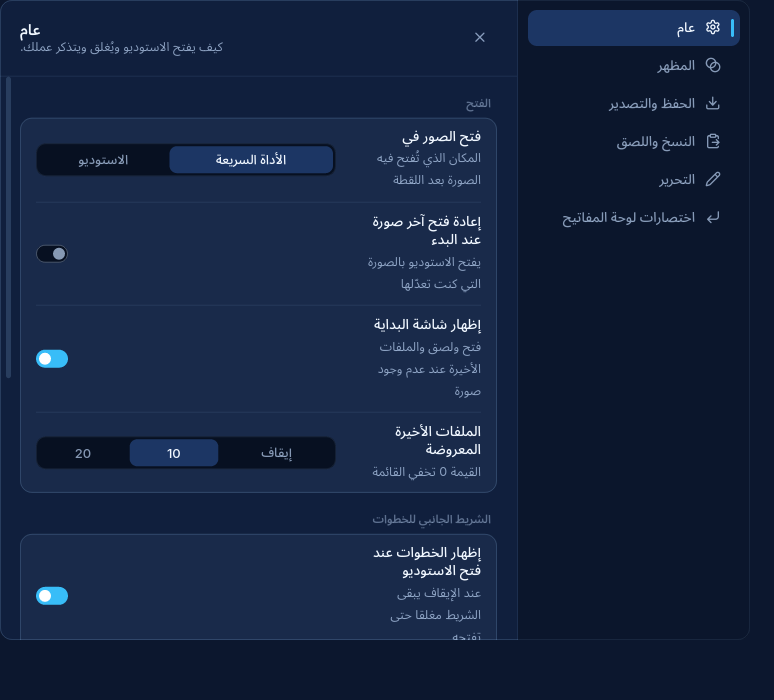 عام
المظهر
الحفظ والتصدير
النسخ واللصق
التحرير
اختصارات لوحة المفاتيح
عام
كيف يفتح الاستوديو ويُغلق ويتذكر عملك.
الفتح
فتح الصور في
المكان الذي تُفتح فيه
الصورة بعد اللقطة
الأداة السريعة
الاستوديو
إعادة فتح آخر صورة
عند البدء
يفتح الاستوديو بالصورة
التي كنت تعدّلها
إظهار شاشة البداية
فتح ولصق والملفات
الأخيرة عند عدم وجود
صورة
الملفات الأخيرة
المعروضة
القيمة 0 تخفي القائمة
إيقاف
10
20
الشريط الجانبي للخطوات
إظهار الخطوات عند
فتح الاستوديو
عند الإيقاف يبقى
الشريط مغلقا حتى
تفتحه